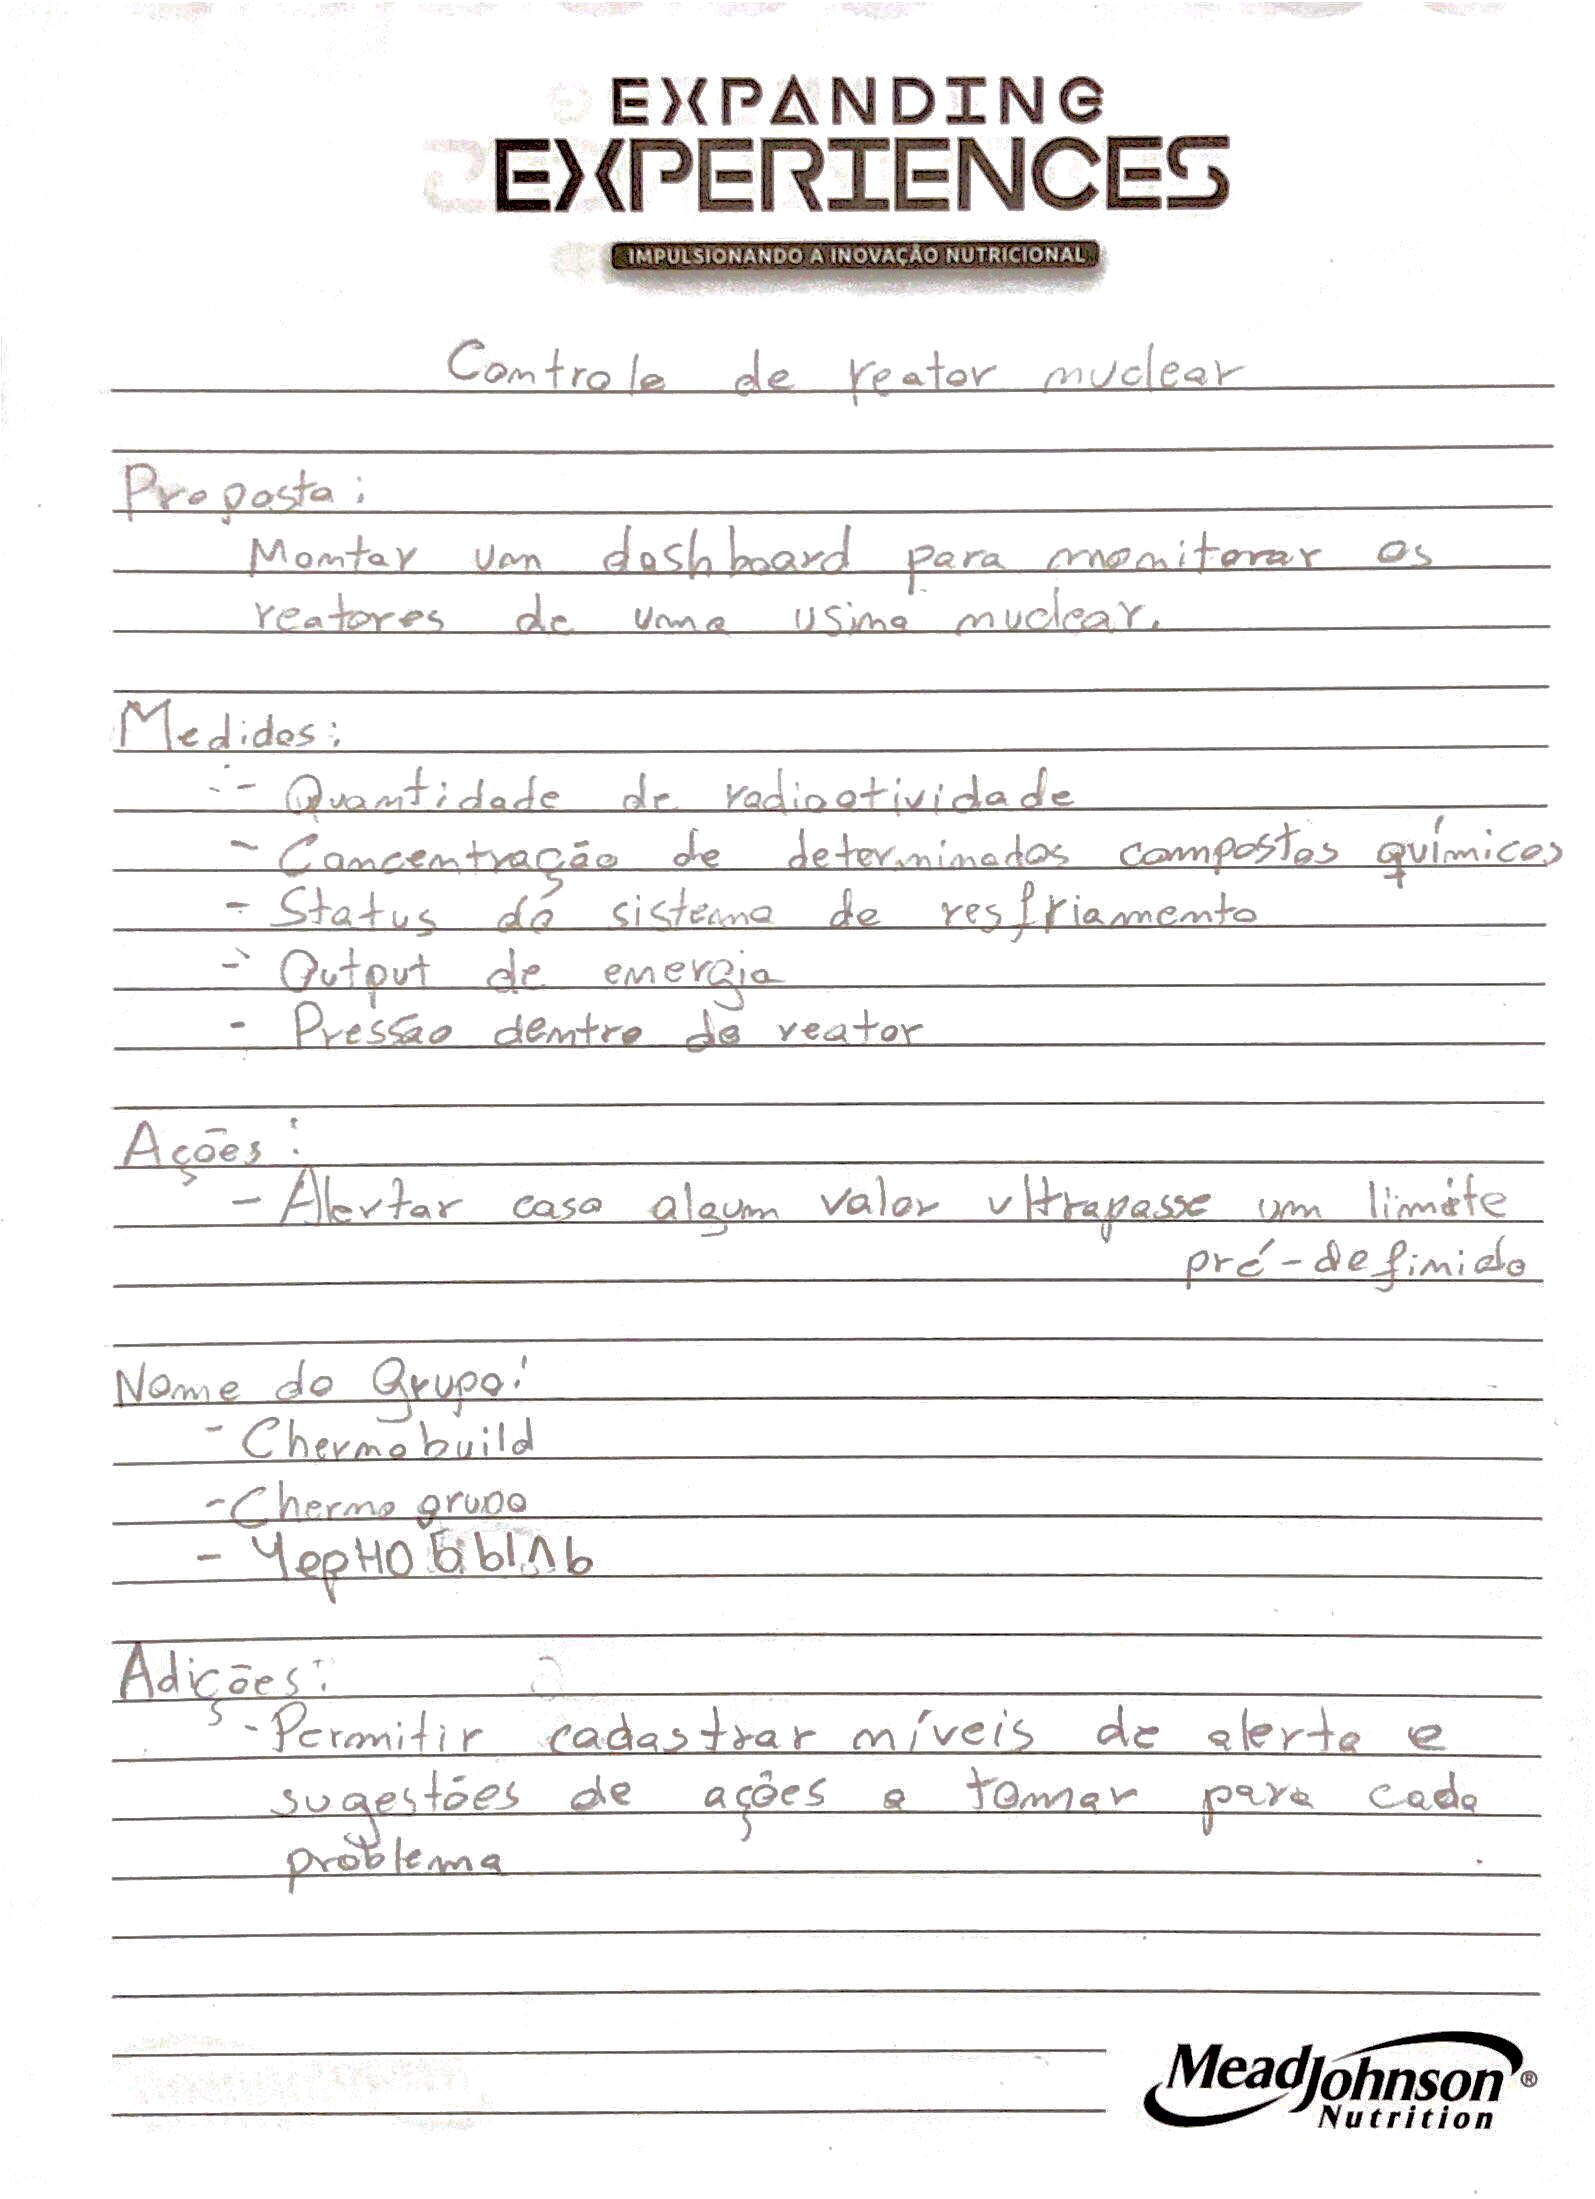 EXPANDING
EXPERIENCES
IMPULSIONANDO A INOVAÇÃO NUTRICIONAL
Controle de reator nuclear
Proposta:
Montar um dashboard para monitorar os
reatores de uma usina nuclear.
Medidas:
- Quantidade de radioatividade
- Concentração de determinados compostos químicos
- Status do sistema de resfriamento
- Output de energia
- Pressão dentro do reator
Ações:
- Alertar caso algum valor ultrapasse um limite
pré-definido
Nome do Grupo:
- Chernobuild
- Cherno grupo
- Чернобыль
Adições:
- Permitir cadastrar níveis de alerta e
sugestões de ações a tomar para cada
problema
MeadJohnson®
Nutrition